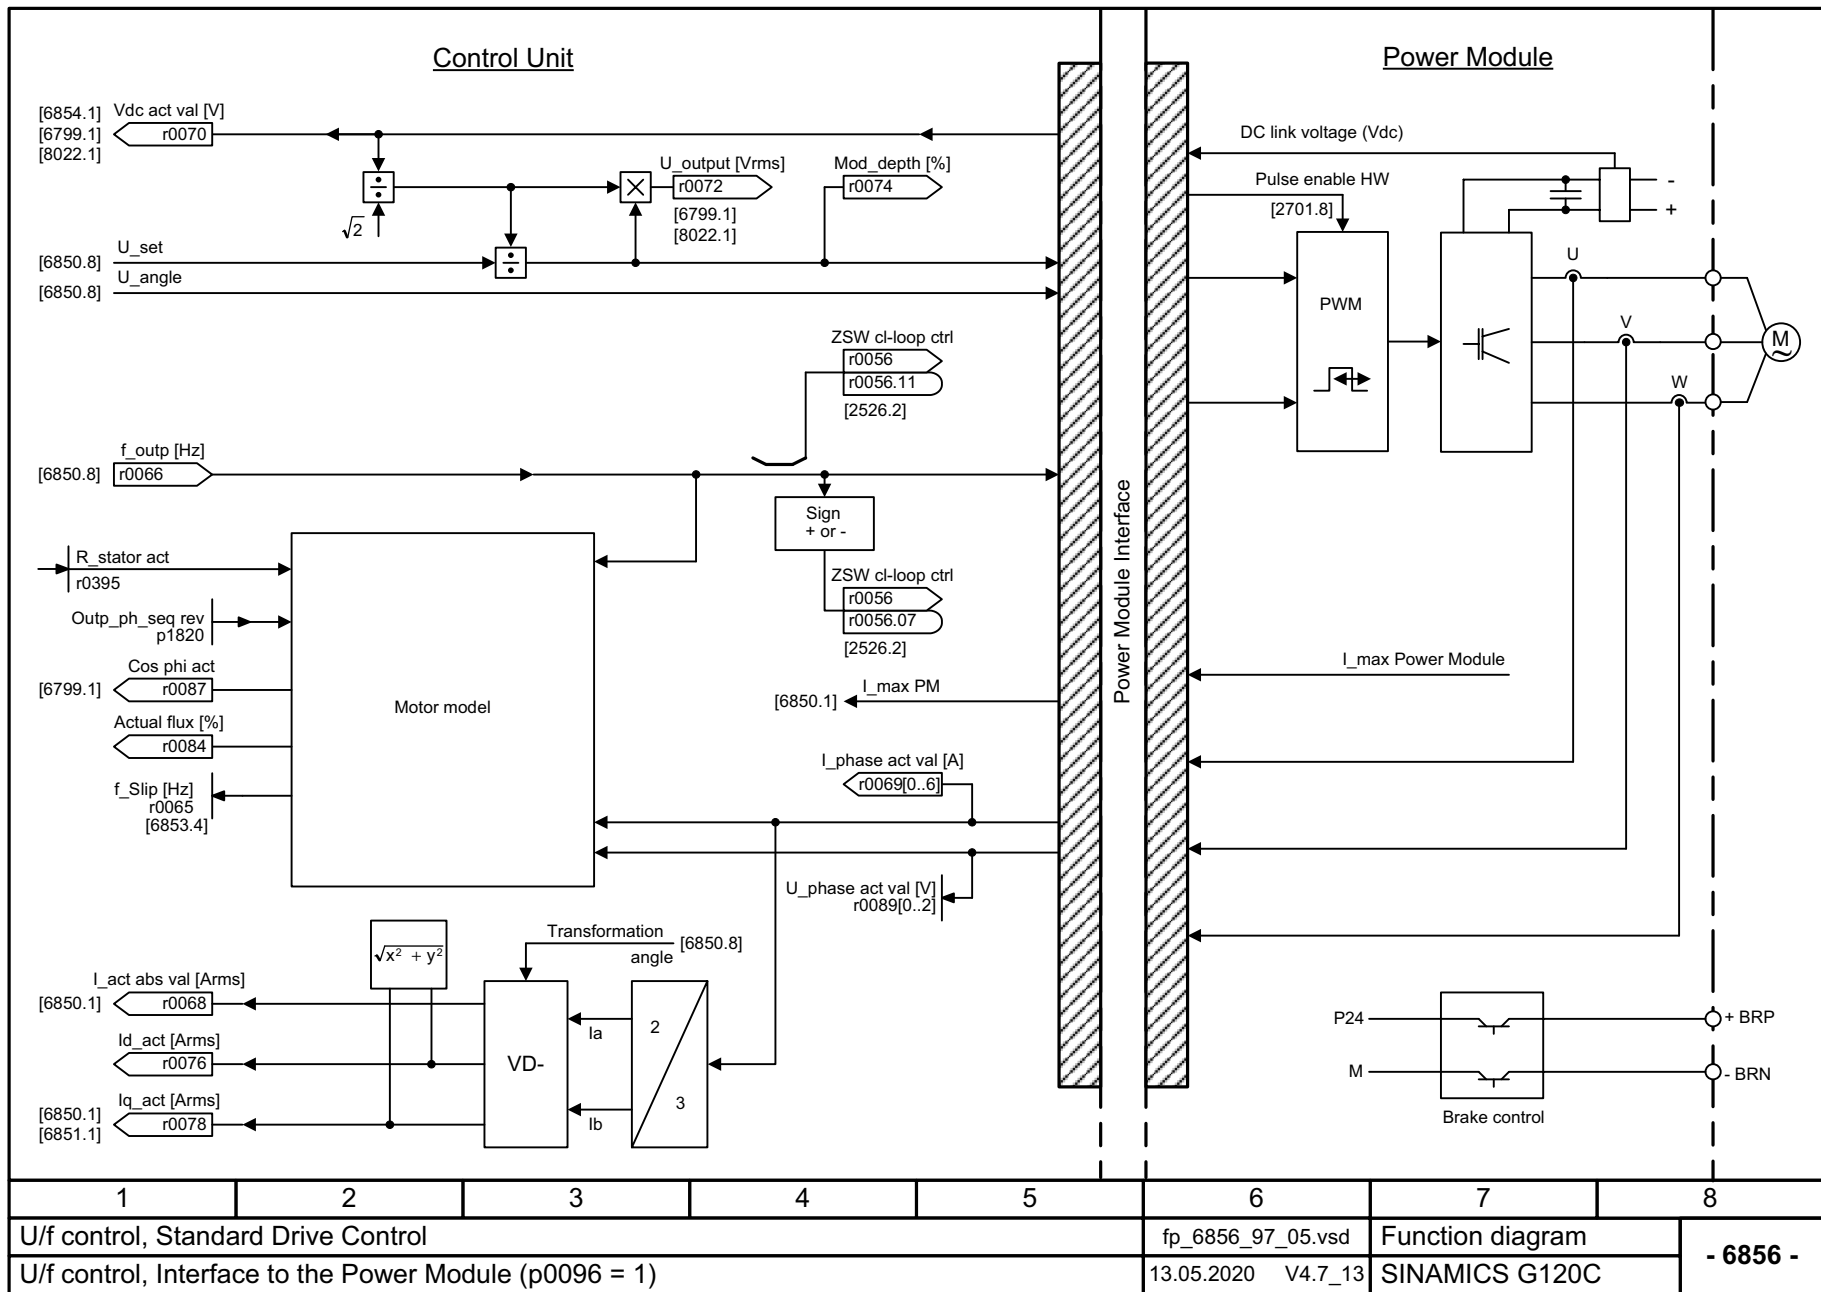 Control Unit
Power Module
[6854.1]
[6799.1]
[8022.1]
Vdc act val [V]
r0070
÷
√2
U_output [Vrms]
r0072
[6799.1]
[8022.1]
Mod_depth [%]
r0074
U_set
[6850.8]
÷
U_angle
[6850.8]
ZSW cl-loop ctrl
r0056
r0056.11
[2526.2]
f_outp [Hz]
[6850.8]
r0066
Sign
+ or -
ZSW cl-loop ctrl
r0056
r0056.07
[2526.2]
R_stator act
r0395
Outp_ph_seq rev
p1820
Cos phi act
[6799.1]
r0087
Actual flux [%]
r0084
f_Slip [Hz]
r0065
[6853.4]
Motor model
[6850.1]
I_max PM
I_phase act val [A]
r0069[0..6]
U_phase act val [V]
r0089[0..2]
√x² + y²
Transformation
angle
[6850.8]
I_act abs val [Arms]
[6850.1]
r0068
Id_act [Arms]
r0076
Iq_act [Arms]
[6850.1]
[6851.1]
r0078
VD-
Ia
Ib
2
3
Power Module Interface
DC link voltage (Vdc)
Pulse enable HW
[2701.8]
-
+
PWM
U
V
W
M
~
I_max Power Module
P24
M
+ BRP
- BRN
Brake control
1 2 3 4 5 6 7 8
U/f control, Standard Drive Control
fp_6856_97_05.vsd
Function diagram
- 6856 -
U/f control, Interface to the Power Module (p0096 = 1)
13.05.2020 V4.7_13
SINAMICS G120C